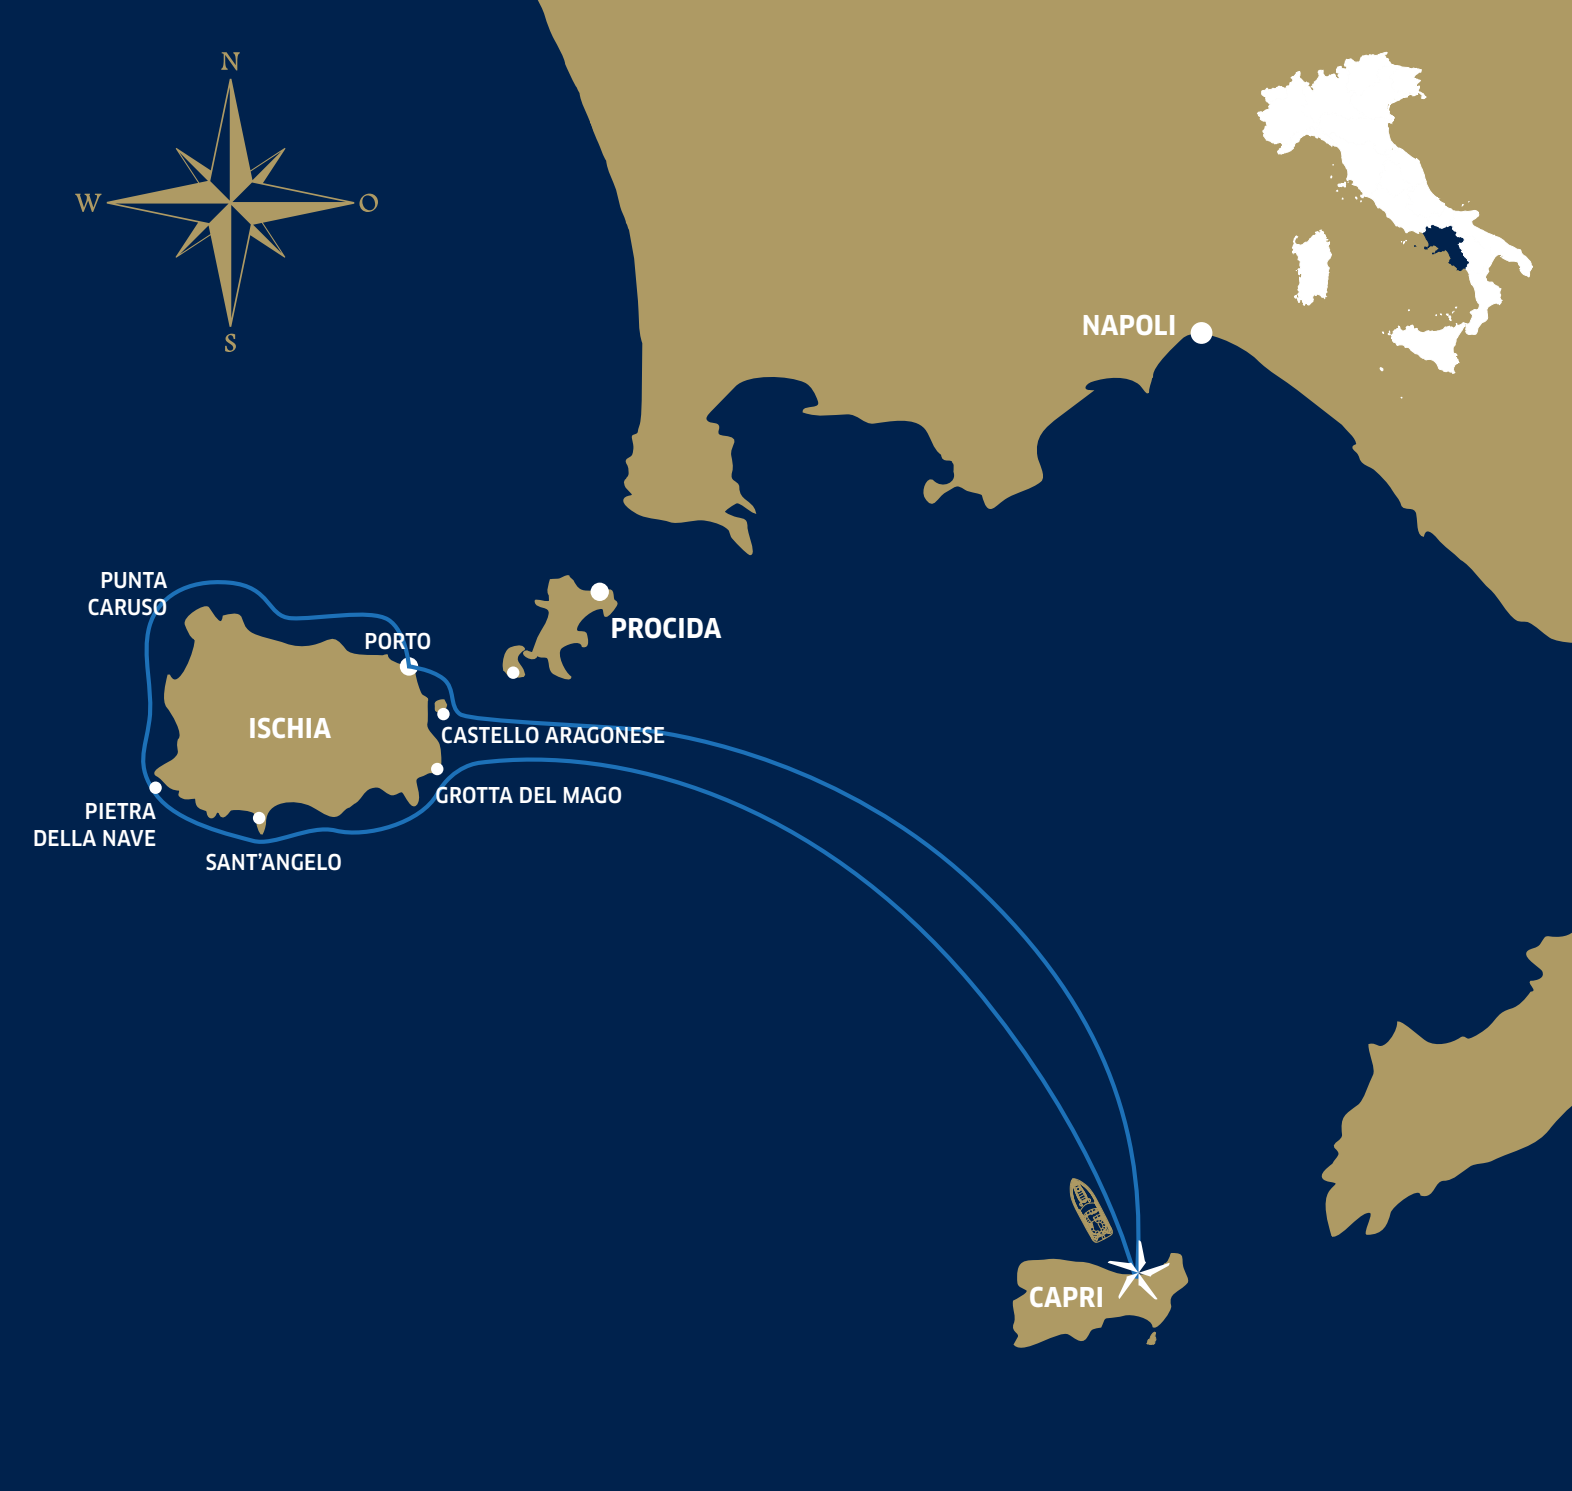 N
W
O
S
NAPOLI
PUNTA
CARUSO
PORTO
PROCIDA
ISCHIA
CASTELLO ARAGONESE
GROTTA DEL MAGO
PIETRA
DELLA NAVE
SANT'ANGELO
CAPRI